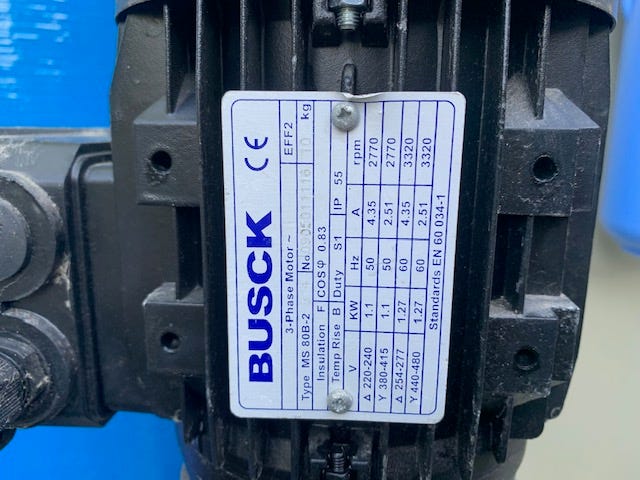 BUSCK CE
3-Phase Motor ~ EFF2
Type MS 80B-2 No. 10 kg
Insulation F COS φ 0.83
Temp Rise B Duty S1 IP 55
V KW Hz A rpm
Δ 220-240 1.1 50 4.35 2770
Y 380-415 1.1 50 2.51 2770
Δ 254-277 1.27 60 4.35 3320
Y 440-480 1.27 60 2.51 3320
Standards EN 60 034-1